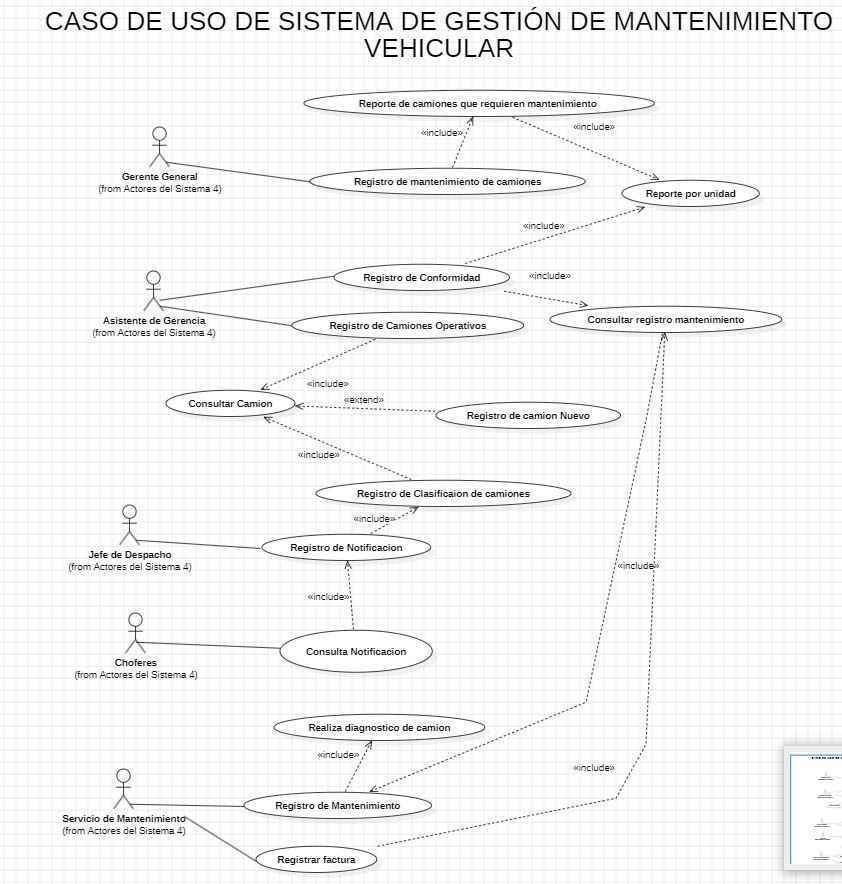 CASO DE USO DE SISTEMA DE GESTIÓN DE MANTENIMIENTO
VEHICULAR
Reporte de camiones que requieren mantenimiento
«include»
«include»
Gerente General
(from Actores del Sistema 4)
Registro de mantenimiento de camiones
Reporte por unidad
«include»
Registro de Conformidad
«include»
Asistente de Gerencia
(from Actores del Sistema 4)
Registro de Camiones Operativos
Consultar registro mantenimiento
«include»
Consultar Camion
«extend»
Registro de camion Nuevo
«include»
Registro de Clasificaion de camiones
«include»
Jefe de Despacho
(from Actores del Sistema 4)
Registro de Notificacion
«include»
«include»
Choferes
(from Actores del Sistema 4)
Consulta Notificacion
Realiza diagnostico de camion
«include»
«include»
Servicio de Mantenimiento
(from Actores del Sistema 4)
Registro de Mantenimiento
Registrar factura